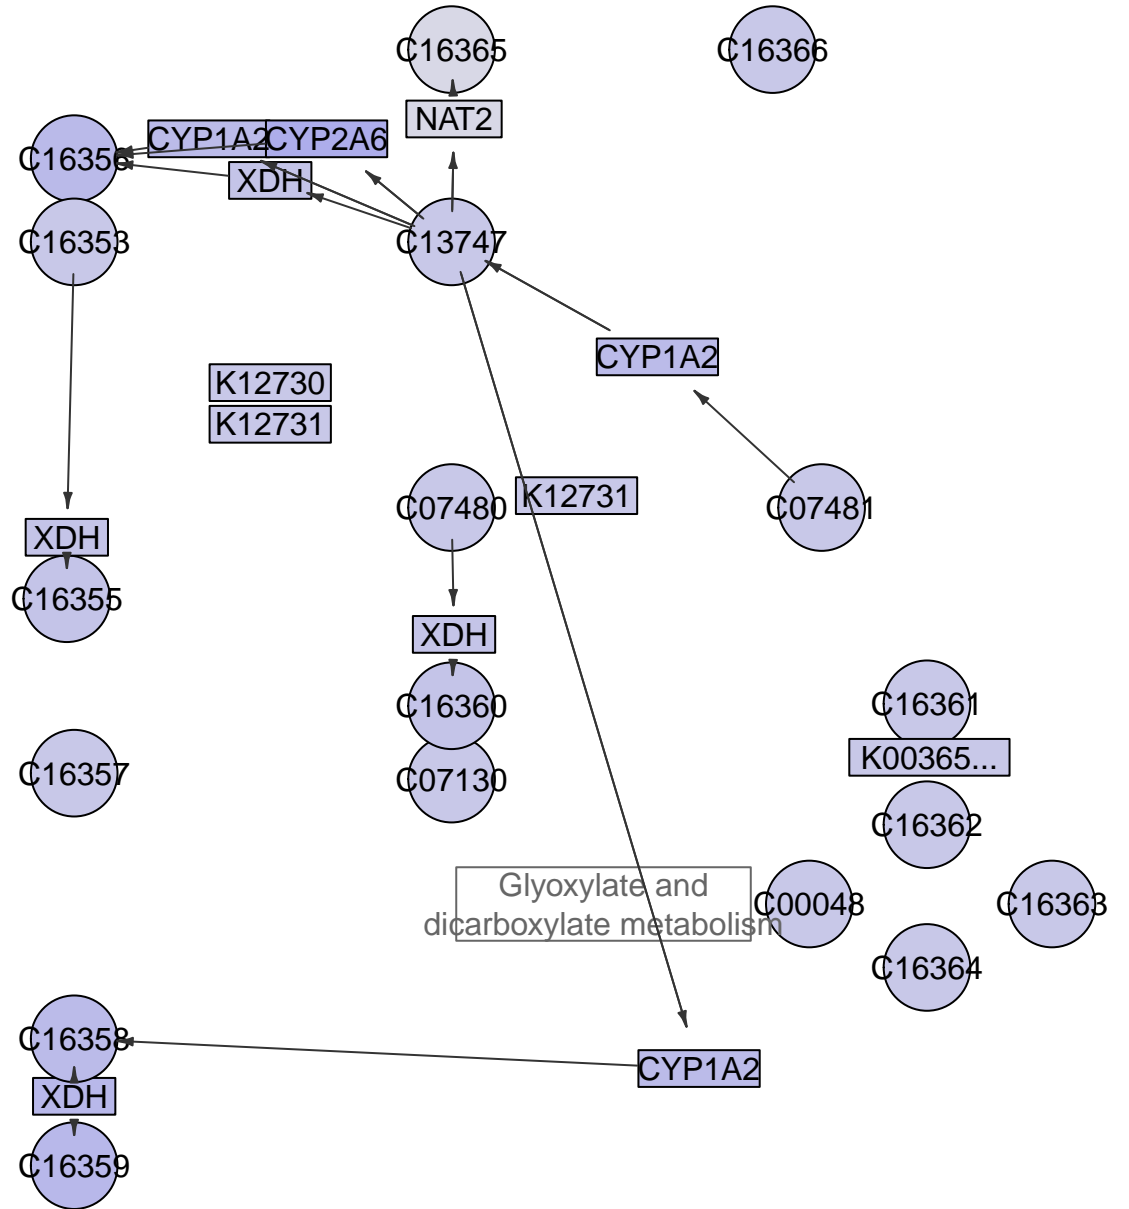 C16365
C16366
NAT2
CYP1A2
CYP2A6
C16356
XDH
C16353
C13747
CYP1A2
K12730
K12731
C07480
K12731
C07481
XDH
C16355
XDH
C16360
C16361
K00365...
C16357
C07130
C16362
Glyoxylate and
dicarboxylate metabolism
C00048
C16363
C16364
C16358
CYP1A2
XDH
C16359